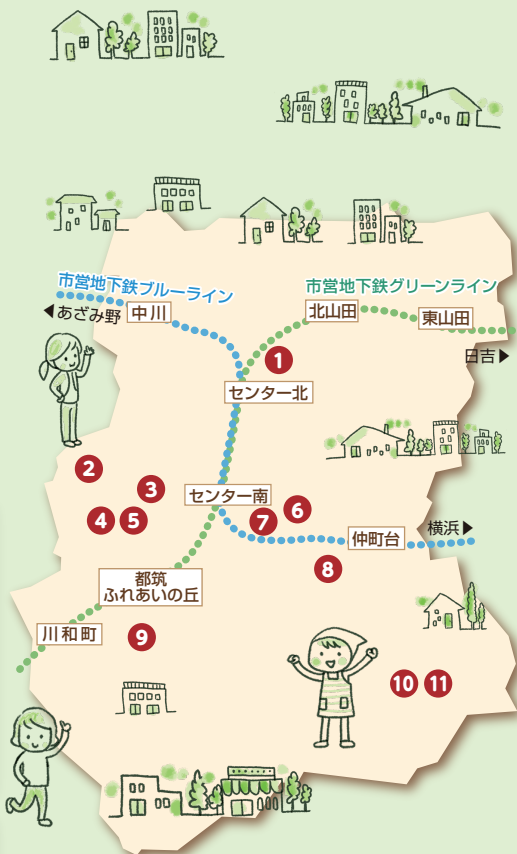 市営地下鉄ブルーライン
市営地下鉄グリーンライン
◀あざみ野
中川
北山田
東山田
日吉▶
1
センター北
2
3
センター南
4
5
6
7
横浜▶
仲町台
8
都筑
ふれあいの丘
川和町
9
10
11